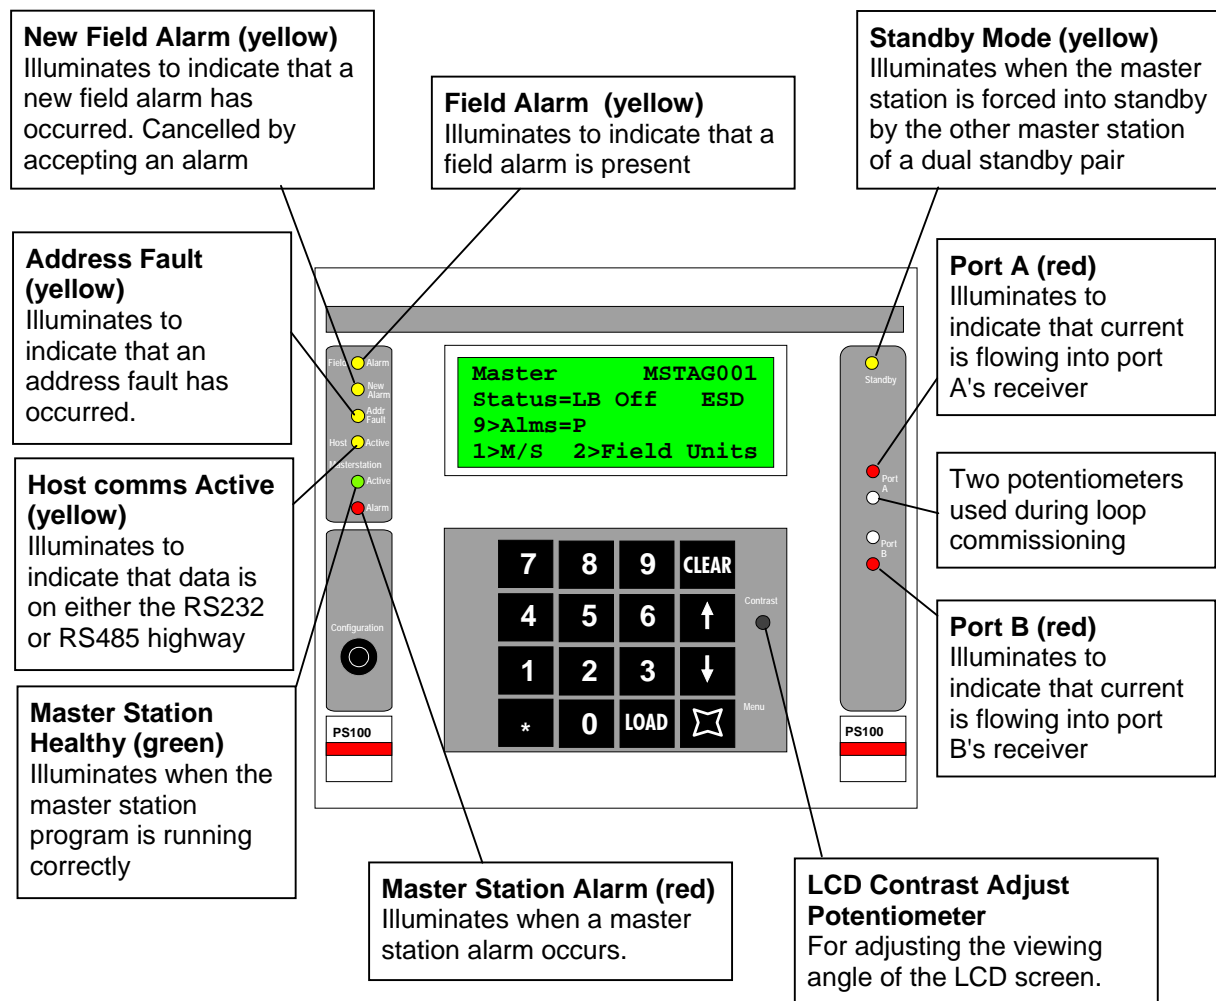 New Field Alarm (yellow)
Illuminates to indicate that a
new field alarm has
occurred. Cancelled by
accepting an alarm
Field Alarm  (yellow)
Illuminates to indicate that a
field alarm is present
Standby Mode (yellow)
Illuminates when the master
station is forced into standby
by the other master station
of a dual standby pair
Address Fault
(yellow)
Illuminates to
indicate that an
address fault has
occurred.
Port A (red)
Illuminates to
indicate that current
is flowing into port
A's receiver
Host comms Active
(yellow)
Illuminates to
indicate that data is
on either the RS232
or RS485 highway
Two potentiometers
used during loop
commissioning
Master Station
Healthy (green)
Illuminates when the
master station
program is running
correctly
Port B (red)
Illuminates to
indicate that current
is flowing into port
B's receiver
Master Station Alarm (red)
Illuminates when a master
station alarm occurs.
LCD Contrast Adjust
Potentiometer
For adjusting the viewing
angle of the LCD screen.
Field Alarm
New
Alarm
Addr
Fault
Host Active
Masterstation
Active
Alarm
Configuration
PS100
Master MSTAG001
Status=LB Off ESD
9>Alms=P
1>M/S 2>Field Units
7 8 9 CLEAR
4 5 6 ↑
1 2 3 ↓
* 0 LOAD
Contrast
Menu
Standby
Port
A
Port
B
PS100